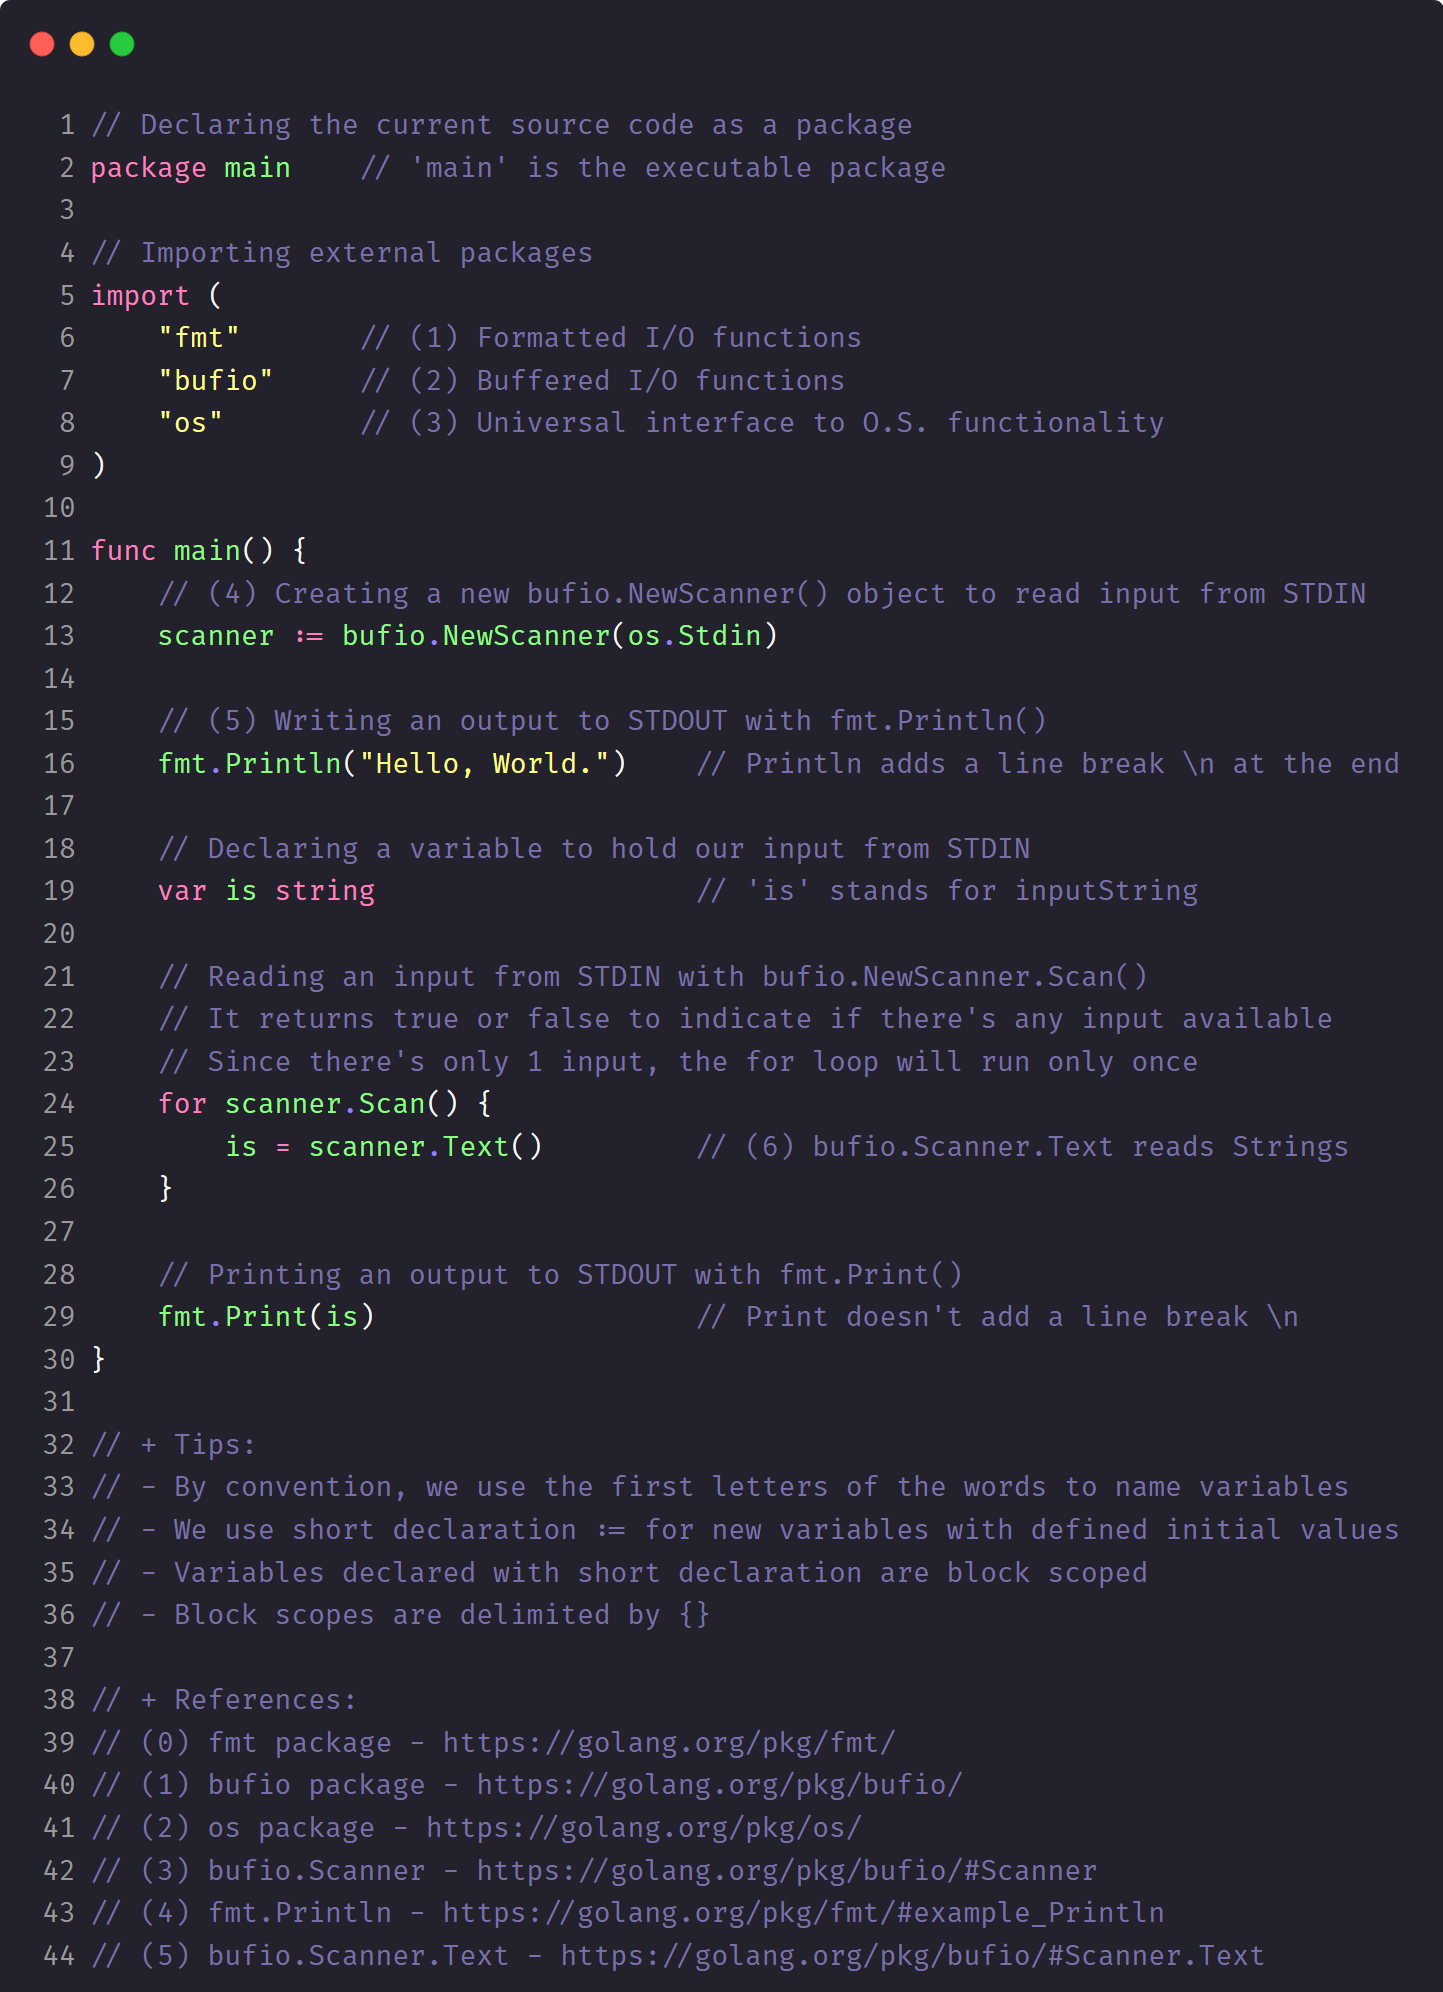 1 // Declaring the current source code as a package
2 package main    // 'main' is the executable package
3
4 // Importing external packages
5 import (
6     "fmt"       // (1) Formatted I/O functions
7     "bufio"     // (2) Buffered I/O functions
8     "os"        // (3) Universal interface to O.S. functionality
9 )
10
11 func main() {
12     // (4) Creating a new bufio.NewScanner() object to read input from STDIN
13     scanner := bufio.NewScanner(os.Stdin)
14
15     // (5) Writing an output to STDOUT with fmt.Println()
16     fmt.Println("Hello, World.")    // Println adds a line break \n at the end
17
18     // Declaring a variable to hold our input from STDIN
19     var is string                   // 'is' stands for inputString
20
21     // Reading an input from STDIN with bufio.NewScanner.Scan()
22     // It returns true or false to indicate if there's any input available
23     // Since there's only 1 input, the for loop will run only once
24     for scanner.Scan() {
25         is = scanner.Text()         // (6) bufio.Scanner.Text reads Strings
26     }
27
28     // Printing an output to STDOUT with fmt.Print()
29     fmt.Print(is)                   // Print doesn't add a line break \n
30 }
31
32 // + Tips:
33 // - By convention, we use the first letters of the words to name variables
34 // - We use short declaration := for new variables with defined initial values
35 // - Variables declared with short declaration are block scoped
36 // - Block scopes are delimited by {}
37
38 // + References:
39 // (0) fmt package - https://golang.org/pkg/fmt/
40 // (1) bufio package - https://golang.org/pkg/bufio/
41 // (2) os package - https://golang.org/pkg/os/
42 // (3) bufio.Scanner - https://golang.org/pkg/bufio/#Scanner
43 // (4) fmt.Println - https://golang.org/pkg/fmt/#example_Println
44 // (5) bufio.Scanner.Text - https://golang.org/pkg/bufio/#Scanner.Text